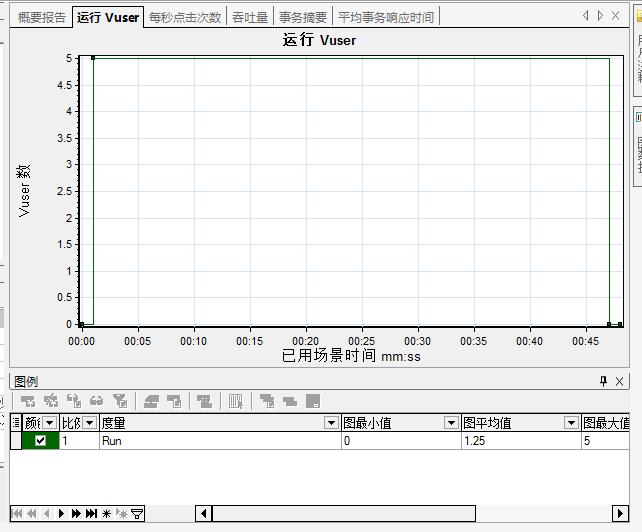 概要报告 运行 Vuser 每秒点击次数 吞吐量 事务摘要 平均事务响应时间
运行 Vuser
5
4.5
4
3.5
3
2.5
2
1.5
1
0.5
0
Vuser 数
00:00 00:05 00:10 00:15 00:20 00:25 00:30 00:35 00:40 00:45
已用场景时间 mm:ss
图例
颜色 比例 度量 图最小值 图平均值 图最大值
1 Run 0 1.25 5